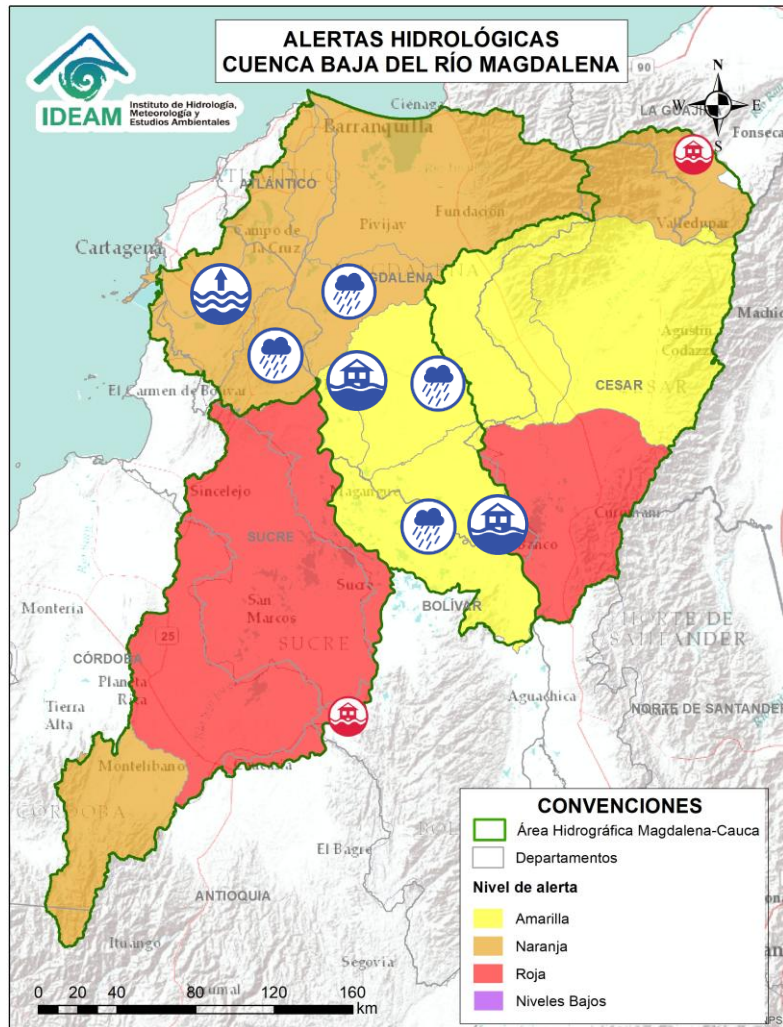 ALERTAS HIDROLÓGICAS
CUENCA BAJA DEL RÍO MAGDALENA
IDEAM
Instituto de Hidrología,
Meteorología y
Estudios Ambientales
90
N
W
E
S
Ciénaga
LA GUAJIRA
Fonseca
Barranquilla
ATLÁNTICO
Campo de
la Cruz
Pivijay
Fundación
Valledupar
Cartagena
Agustín
Codazzi
El Carmen de Bolívar
CESAR
Sincelejo
Magangué
SUCRE
Sucre
San
Marcos
SUCRE
BOLÍVAR
Montería
25
CÓRDOBA
Planeta
Rica
Tierra
Alta
NORTE DE
SANTANDER
Aguachica
NORTE DE SANTANDER
Montelíbano
El Bagre
ANTIOQUIA
Ituango
Segovia
CONVENCIONES
Área Hidrográfica Magdalena-Cauca
Departamentos
Nivel de alerta
Amarilla
Naranja
Roja
Niveles Bajos
0 20 40 80 120 160
km